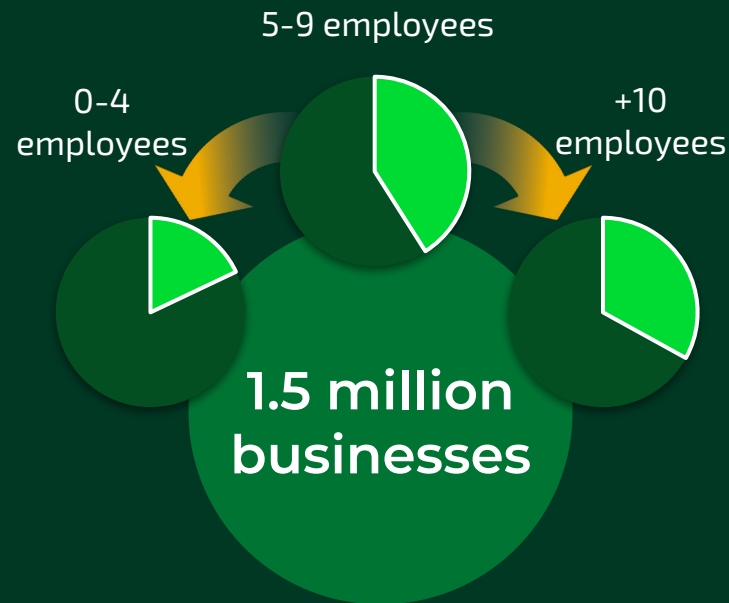 5-9 employees
0-4
employees
+10
employees
1.5 million
businesses